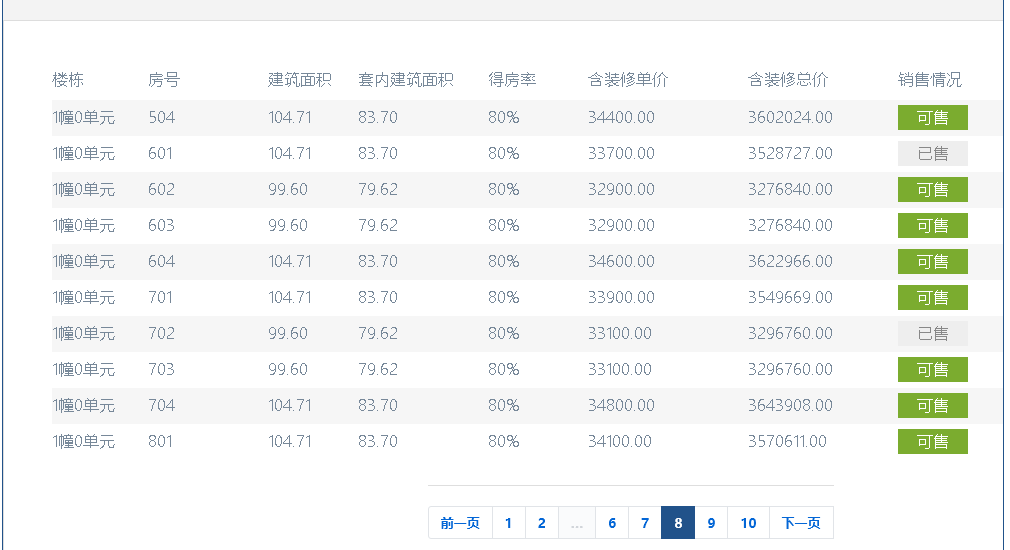 楼栋 房号 建筑面积 套内建筑面积 得房率 含装修单价 含装修总价 销售情况
1幢0单元 504 104.71 83.70 80% 34400.00 3602024.00 可售
1幢0单元 601 104.71 83.70 80% 33700.00 3528727.00 已售
1幢0单元 602 99.60 79.62 80% 32900.00 3276840.00 可售
1幢0单元 603 99.60 79.62 80% 32900.00 3276840.00 可售
1幢0单元 604 104.71 83.70 80% 34600.00 3622966.00 可售
1幢0单元 701 104.71 83.70 80% 33900.00 3549669.00 可售
1幢0单元 702 99.60 79.62 80% 33100.00 3296760.00 已售
1幢0单元 703 99.60 79.62 80% 33100.00 3296760.00 可售
1幢0单元 704 104.71 83.70 80% 34800.00 3643908.00 可售
1幢0单元 801 104.71 83.70 80% 34100.00 3570611.00 可售
前一页 1 2 ... 6 7 8 9 10 下一页